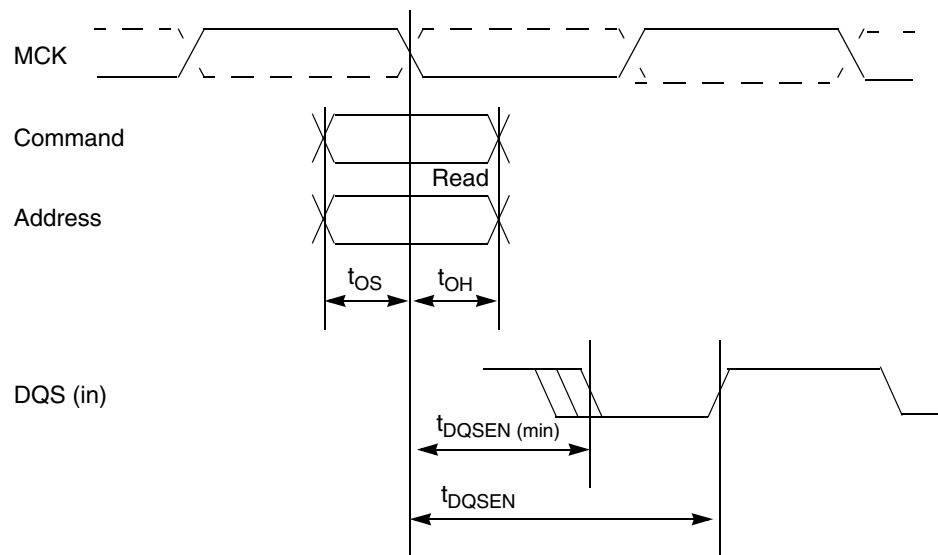 MCK
Command
Read
Address
tOS
tOH
DQS (in)
tDQSEN (min)
tDQSEN